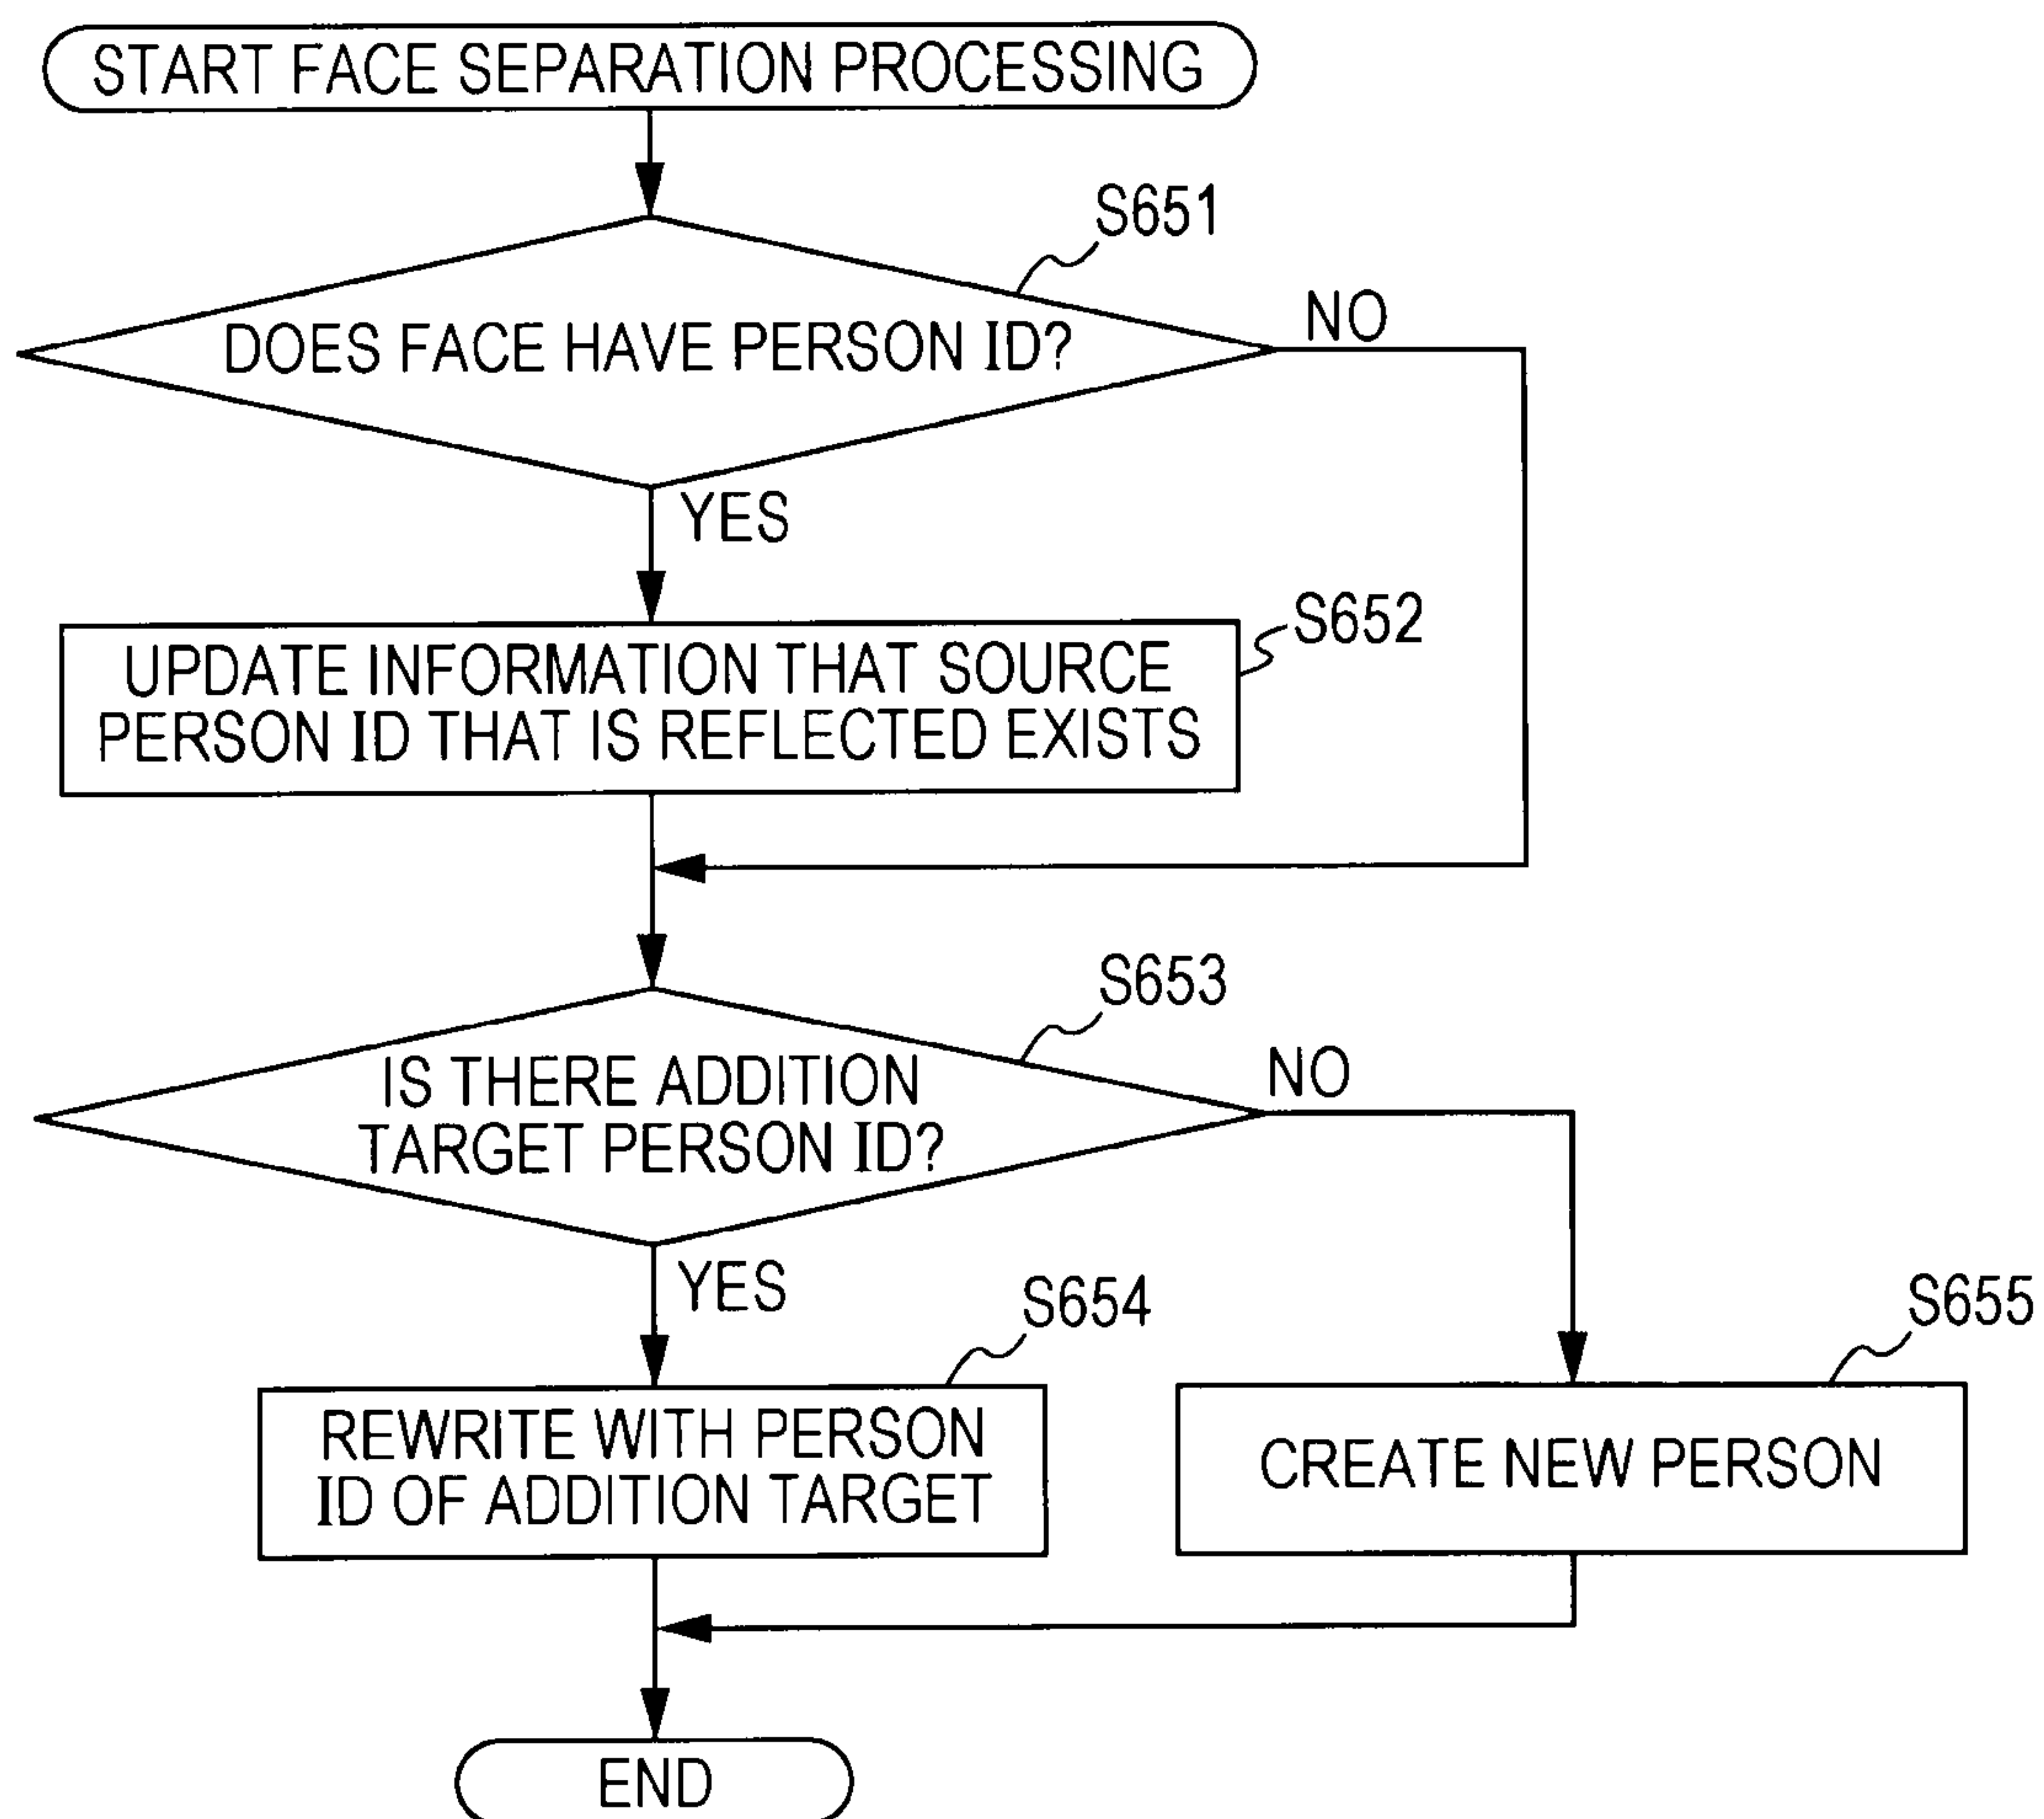 START FACE SEPARATION PROCESSING
S651
DOES FACE HAVE PERSON ID?
NO
YES
S652
UPDATE INFORMATION THAT SOURCE
PERSON ID THAT IS REFLECTED EXISTS
S653
IS THERE ADDITION
TARGET PERSON ID?
NO
YES
S654
S655
REWRITE WITH PERSON
ID OF ADDITION TARGET
CREATE NEW PERSON
END